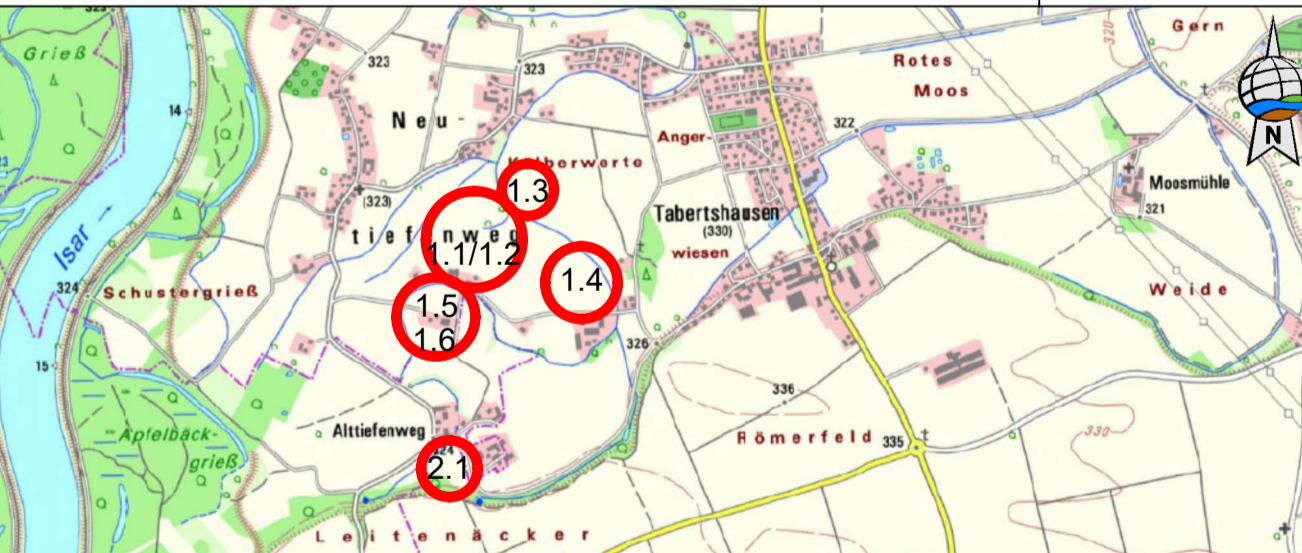 Grieß
323
Gern
320
Rotes
Moos
323
14
Neu-
322
Anger-
Kälberwerte
1.3
Moosmühle
(323)
321
Tabertshausen
(330)
tiefenweg
1.1/1.2
wiesen
Isar
1.4
324
Schustergrieß
Weide
1.5
1.6
326
15
336
Alttiefenweg
Apfelbäck-
grieß
Römerfeld
335
330
2.1
Leitenäcker
N